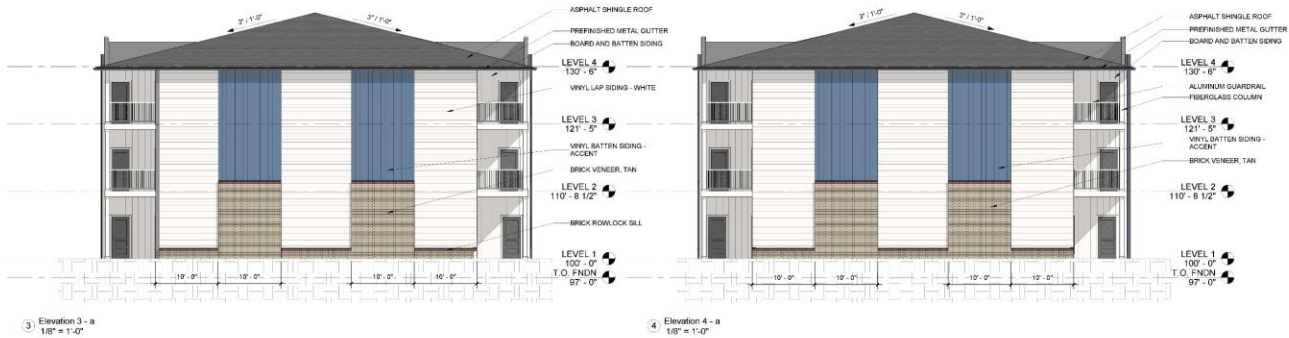 3" / 1'-0"
3" / 1'-0"
ASPHALT SHINGLE ROOF
PREFINISHED METAL GUTTER
BOARD AND BATTEN SIDING
LEVEL 4
130' - 6"
VINYL LAP SIDING - WHITE
LEVEL 3
121' - 5"
VINYL BATTEN SIDING -
ACCENT
BRICK VENEER, TAN
LEVEL 2
110' - 8 1/2"
BRICK ROWLOCK SILL
LEVEL 1
100' - 0"
T.O. FNDN
97' - 0"
10' - 0"
10' - 0"
10' - 0"
10' - 0"
3
Elevation 3 - a
1/8" = 1'-0"
3" / 1'-0"
3" / 1'-0"
ASPHALT SHINGLE ROOF
PREFINISHED METAL GUTTER
BOARD AND BATTEN SIDING
LEVEL 4
130' - 6"
ALUMINUM GUARDRAIL
FIBERGLASS COLUMN
LEVEL 3
121' - 5"
VINYL BATTEN SIDING -
ACCENT
BRICK VENEER, TAN
LEVEL 2
110' - 8 1/2"
LEVEL 1
100' - 0"
T.O. FNDN
97' - 0"
10' - 0"
10' - 0"
10' - 0"
10' - 0"
4
Elevation 4 - a
1/8" = 1'-0"